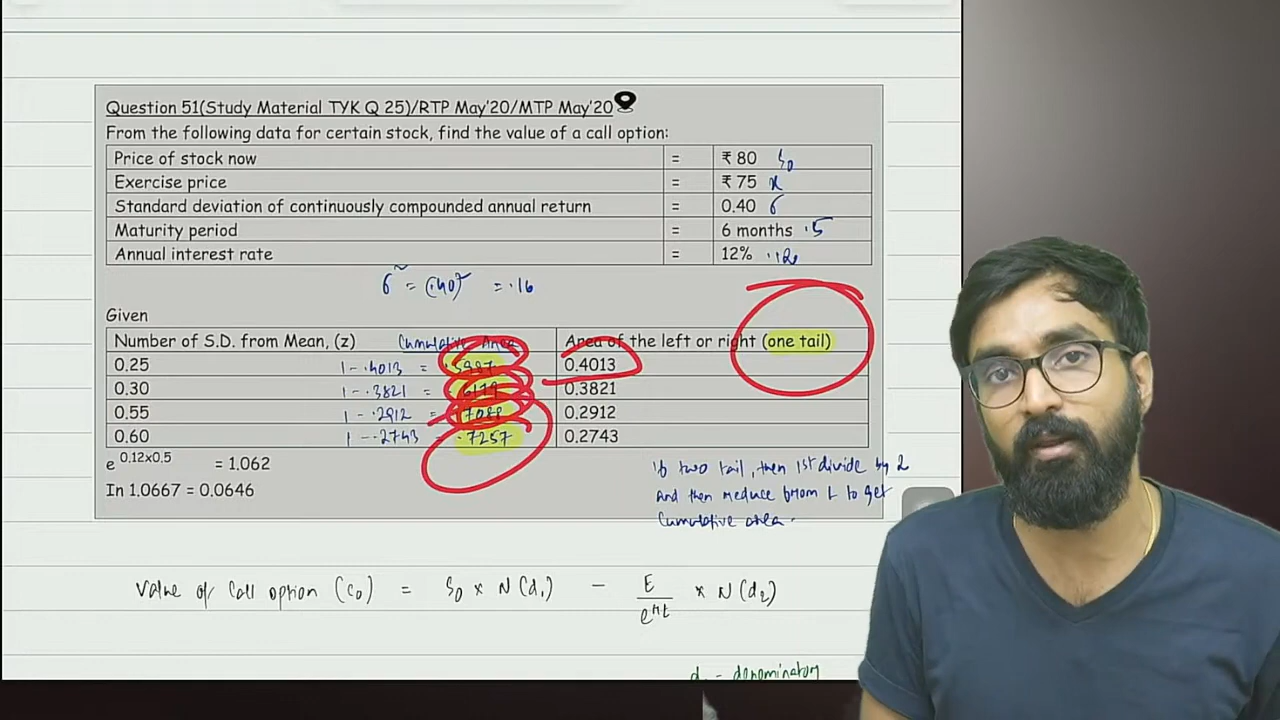 Question 51(Study Material TYK Q 25)/RTP May'20/MTP May'20
From the following data for certain stock, find the value of a call option:
Price of stock now = ₹ 80 S0
Exercise price = ₹ 75 x
Standard deviation of continuously compounded annual return = 0.40 σ
Maturity period = 6 months .5
Annual interest rate = 12% .12
σ² = (.40)² = .16
Given
Number of S.D. from Mean, (z) Cumulative Area Area of the left or right (one tail)
0.25 1 - .4013 = .5987 0.4013
0.30 1 - .3821 = .6179 0.3821
0.55 1 - .2912 = .7088 0.2912
0.60 1 - .2743 = .7257 0.2743
e 0.12x0.5 = 1.062
In 1.0667 = 0.0646
If two tail, then 1st divide by 2
And then reduce from 1 to get
Cumulative area.
Value of Call option (C0) = S0 x N(d1) - E/e^rt x N(d2)
denominator